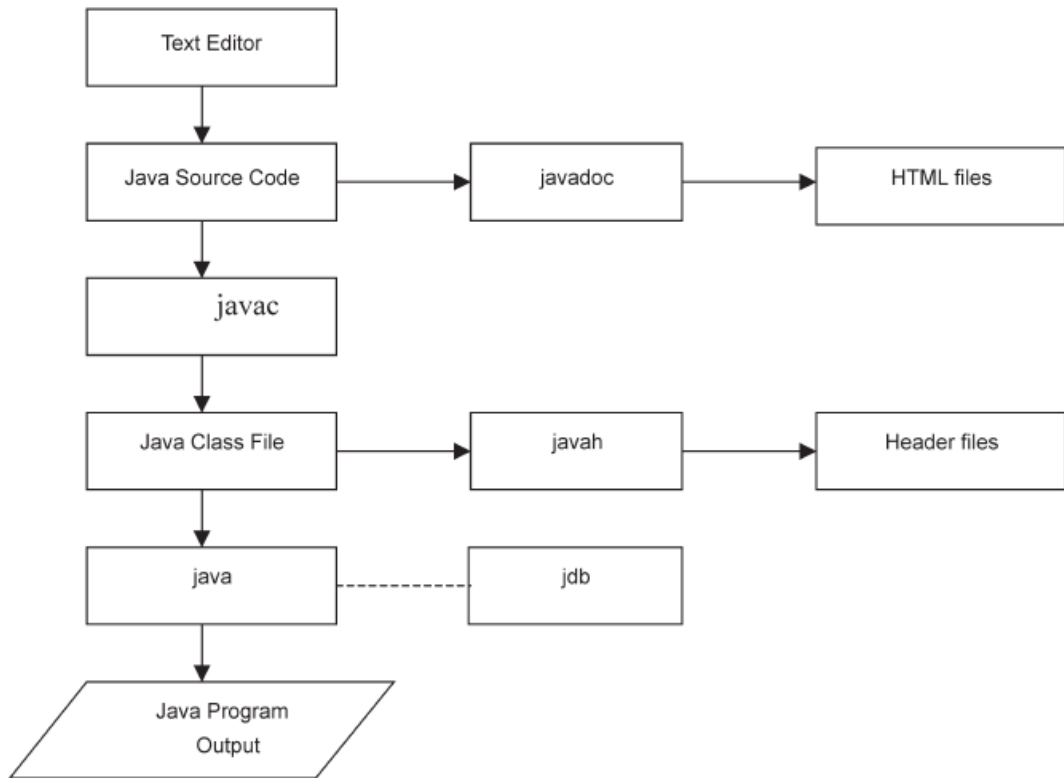 Text Editor
Java Source Code
javadoc
HTML files
javac
Java Class File
javah
Header files
java
jdb
Java Program
Output